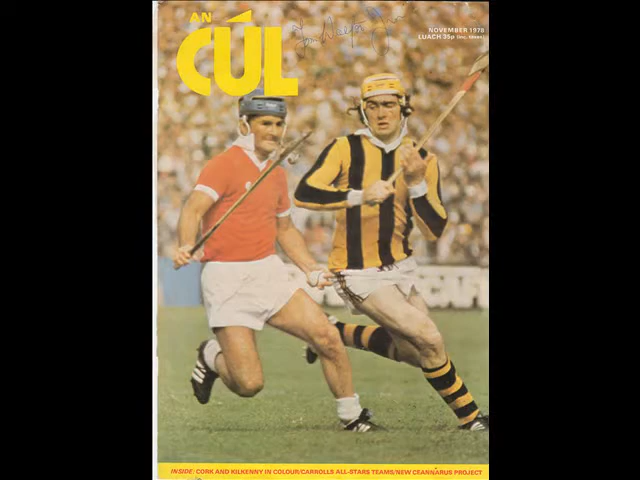 AN
CÚL
NOVEMBER 1978
LUACH 35p (inc. taxes)
INSIDE: CORK AND KILKENNY IN COLOUR/CARROLLS ALL-STARS TEAMS/NEW CEANNARUS PROJECT